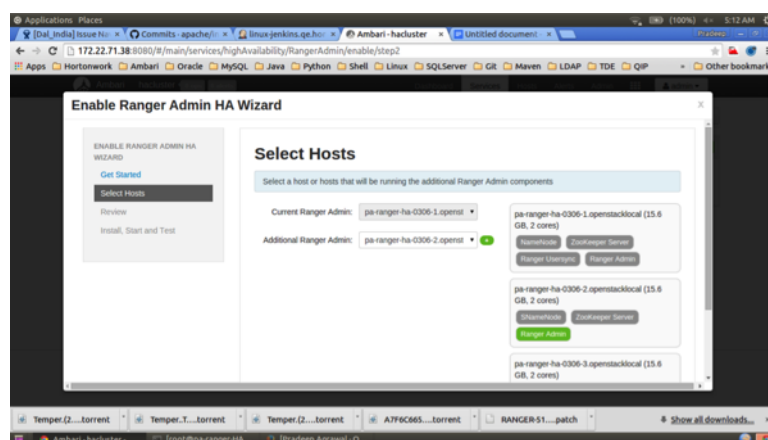 Applications Places
(100%) 5:12 AM
[Dal_India] Issue Na
Commits · apache/in
linux-jenkins.qe.hor
Ambari - hacluster
Untitled document
172.22.71.38:8080/#/main/services/highAvailability/RangerAdmin/enable/step2
Apps Hortonwork Ambari Oracle MySQL Java Python Shell Linux SQLServer Git Maven LDAP TDE QIP » Other bookmark
Enable Ranger Admin HA Wizard
X
ENABLE RANGER ADMIN HA
WIZARD
Get Started
Select Hosts
Review
Install, Start and Test
Select Hosts
Select a host or hosts that will be running the additional Ranger Admin components
Current Ranger Admin: pa-ranger-ha-0306-1.openst
Additional Ranger Admin: pa-ranger-ha-0306-2.openst +
pa-ranger-ha-0306-1.openstacklocal (15.6
GB, 2 cores)
NameNode ZooKeeper Server
Ranger Usersync Ranger Admin
pa-ranger-ha-0306-2.openstacklocal (15.6
GB, 2 cores)
SNameNode ZooKeeper Server
Ranger Admin
pa-ranger-ha-0306-3.openstacklocal (15.6
GB, 2 cores)
Temper.(2....torrent
Temper..T....torrent
Temper.(2....torrent
A7F6C665....torrent
RANGER-51....patch
Show all downloads...
Ambari - hacluster -